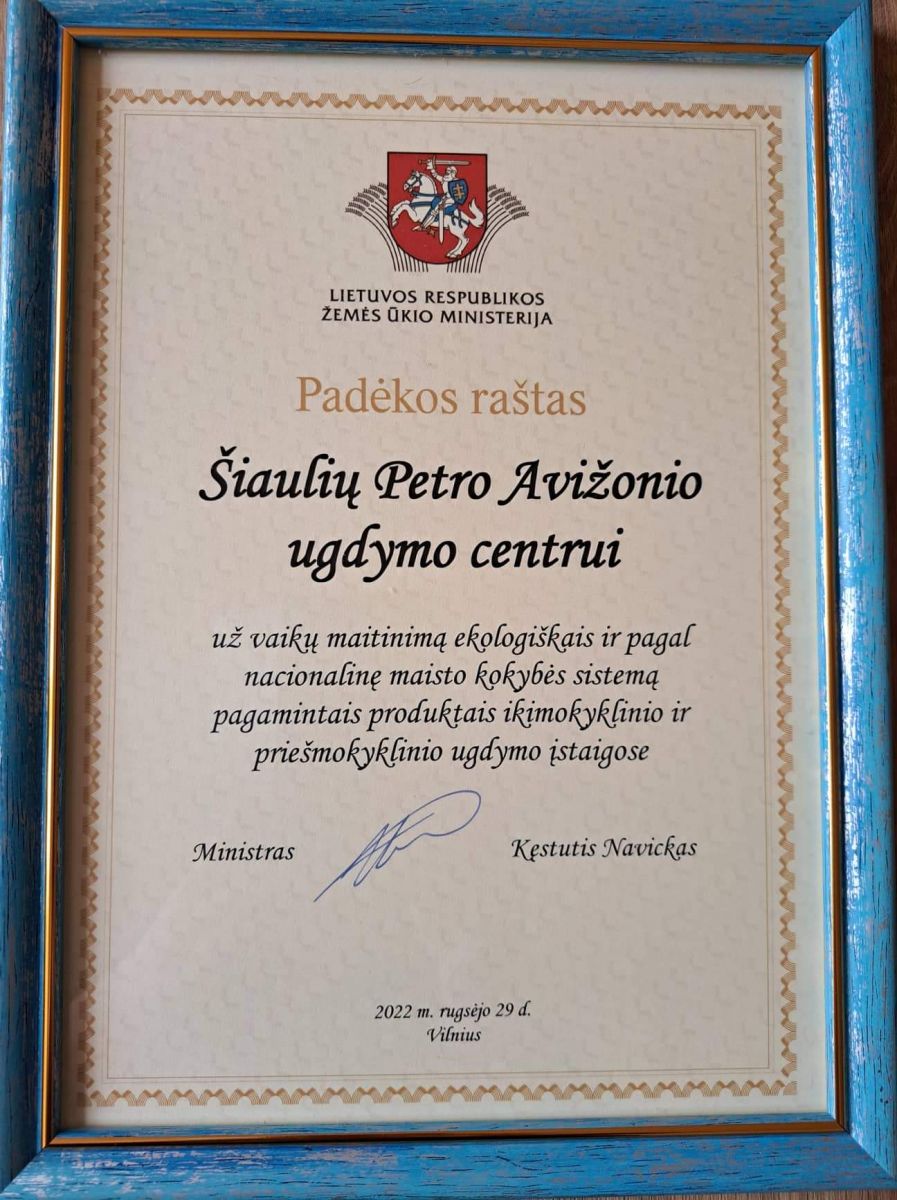 LIETUVOS RESPUBLIKOS
ŽEMĖS ŪKIO MINISTERIJA
Padėkos raštas
Šiaulių Petro Avižonio
ugdymo centrui
už vaikų maitinimą ekologiškais ir pagal
nacionalinę maisto kokybės sistemą
pagamintais produktais ikimokyklinio ir
priešmokyklinio ugdymo įstaigose
Ministras Kęstutis Navickas
2022 m. rugsėjo 29 d.
Vilnius